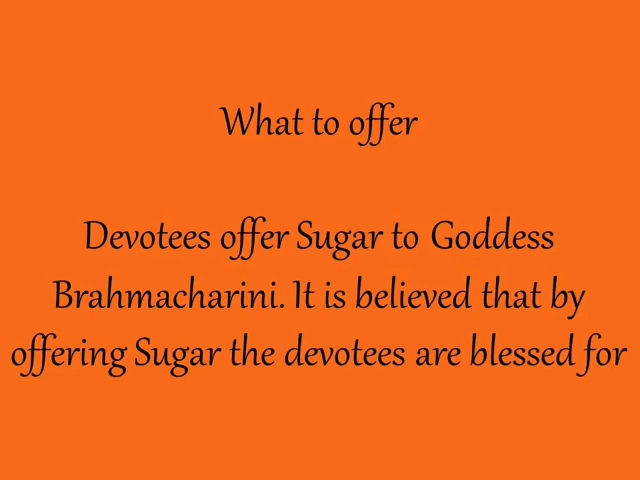 What to offer
Devotees offer Sugar to Goddess
Brahmacharini. It is believed that by
offering Sugar the devotees are blessed for